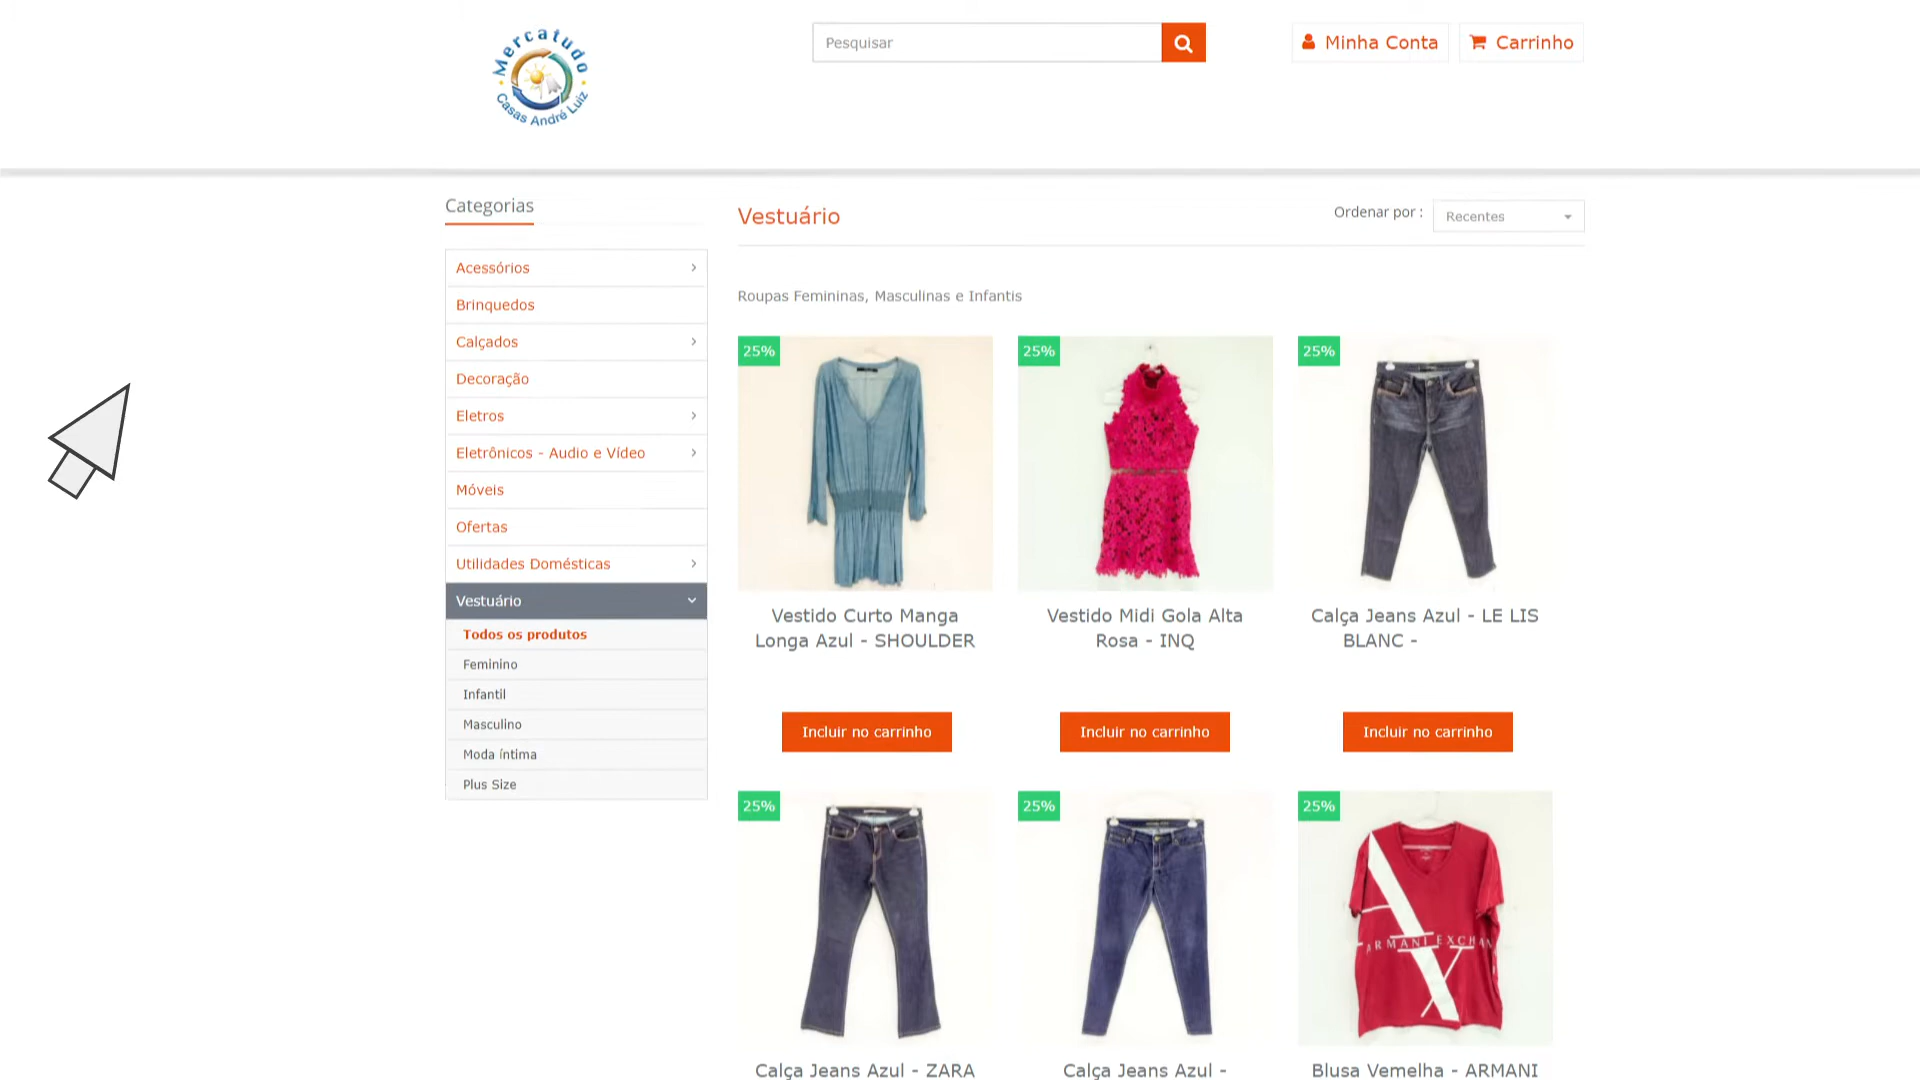 Mercatudo
Casas André Luiz
Pesquisar
Minha Conta
Carrinho
Categorias
Acessórios
Brinquedos
Calçados
Decoração
Eletros
Eletrônicos - Audio e Vídeo
Móveis
Ofertas
Utilidades Domésticas
Vestuário
Todos os produtos
Feminino
Infantil
Masculino
Moda íntima
Plus Size
Vestuário
Ordenar por :
Recentes
Roupas Femininas, Masculinas e Infantis
25%
25%
25%
Vestido Curto Manga
Longa Azul - SHOULDER
Vestido Midi Gola Alta
Rosa - INQ
Calça Jeans Azul - LE LIS
BLANC -
Incluir no carrinho
Incluir no carrinho
Incluir no carrinho
25%
25%
25%
ARMANI EXCHAN
Calça Jeans Azul - ZARA
Calça Jeans Azul -
Blusa Vemelha - ARMANI